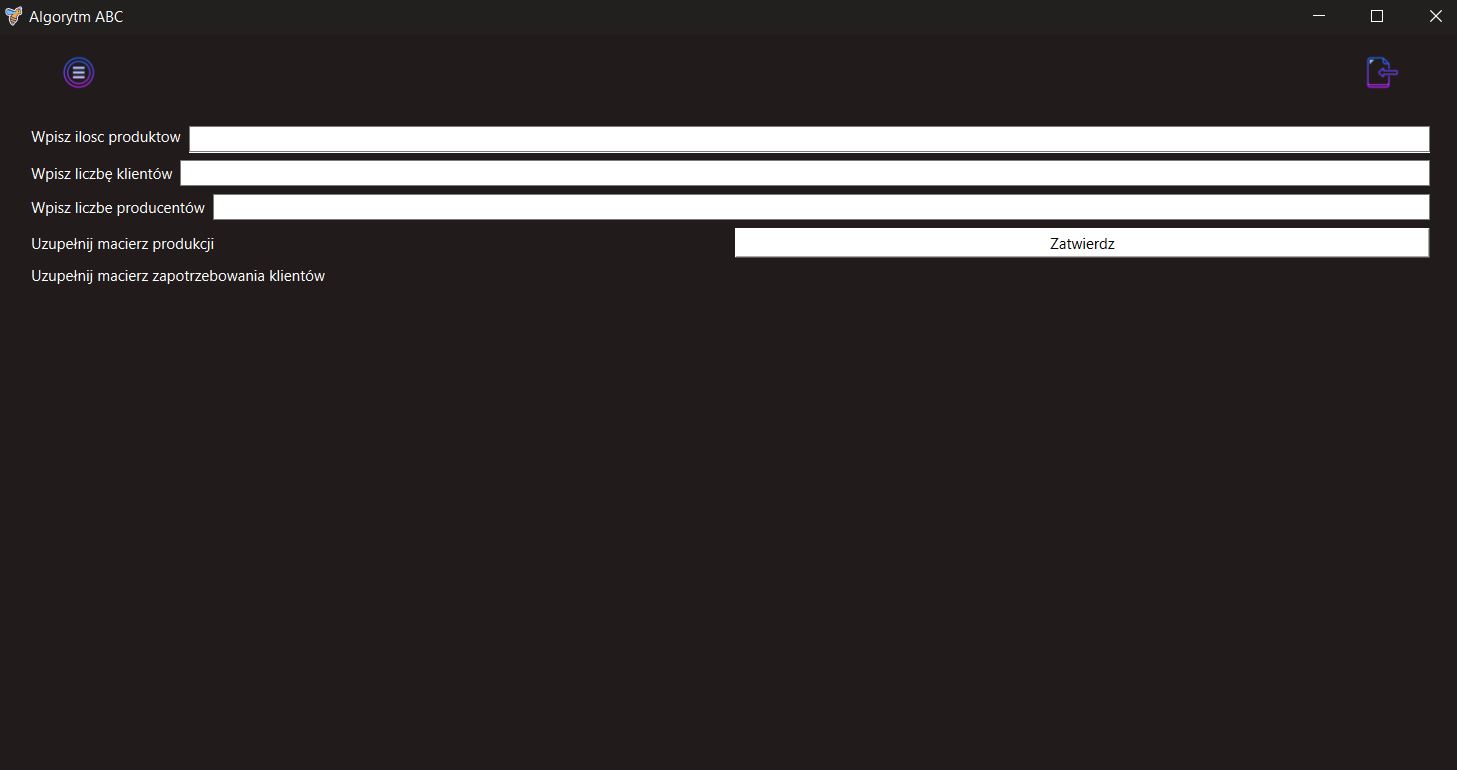 Algorytm ABC
Wpisz ilosc produktow
Wpisz liczbę klientów
Wpisz liczbe producentów
Uzupełnij macierz produkcji
Zatwierdz
Uzupełnij macierz zapotrzebowania klientów